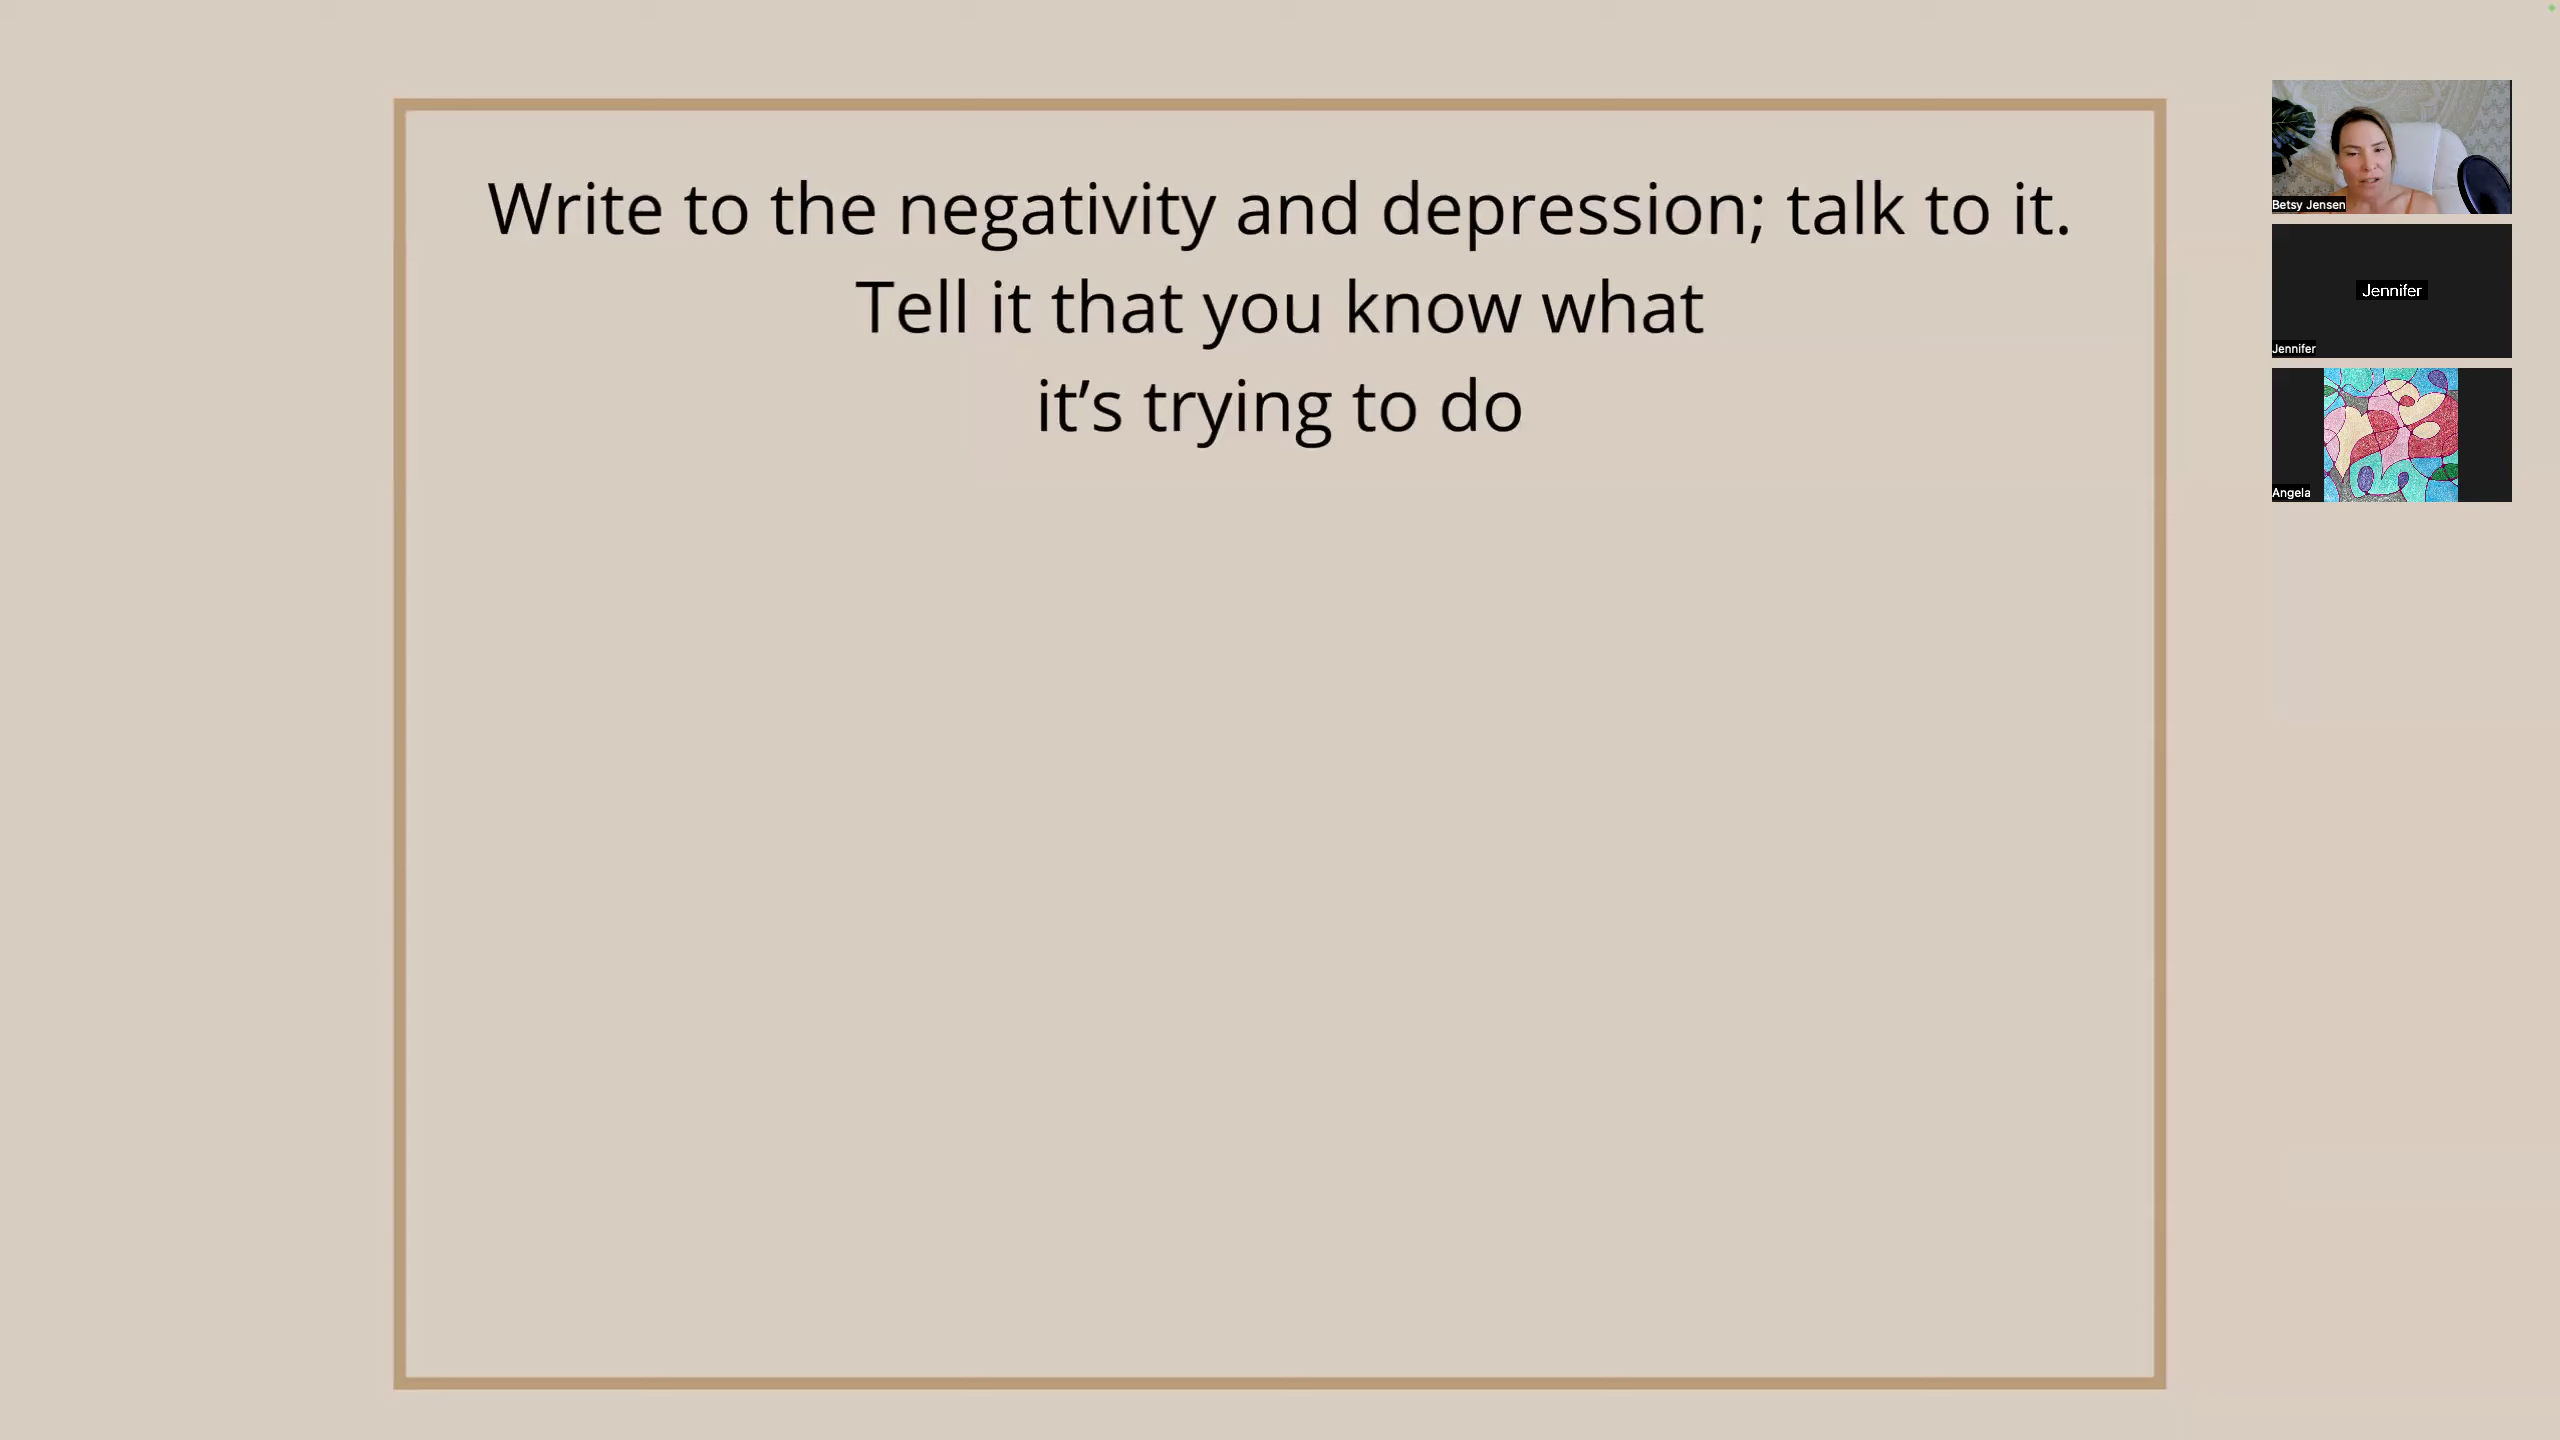 Write to the negativity and depression; talk to it.
Tell it that you know what
it’s trying to do
Betsy Jensen
Jennifer
Jennifer
Angela